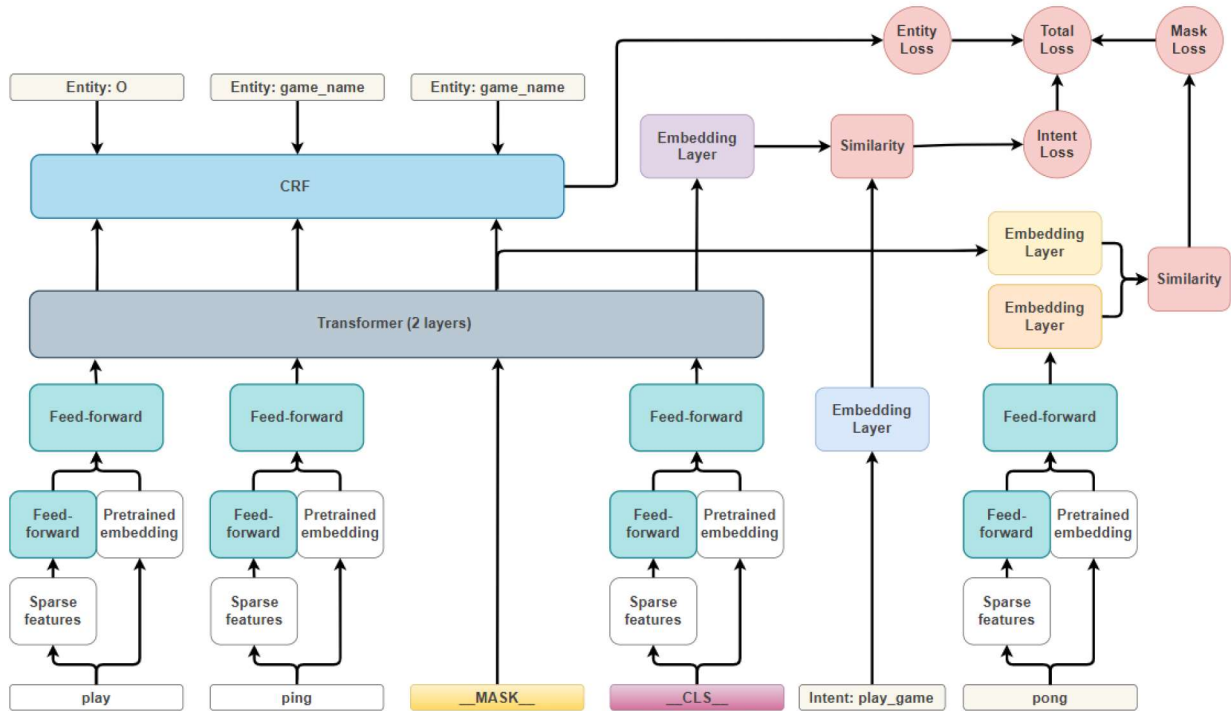 Entity Loss
Total Loss
Mask Loss
Entity: O
Entity: game_name
Entity: game_name
Embedding Layer
Similarity
Intent Loss
CRF
Embedding Layer
Similarity
Embedding Layer
Transformer (2 layers)
Feed-forward
Feed-forward
Feed-forward
Embedding Layer
Feed-forward
Feed-forward
Pretrained embedding
Feed-forward
Pretrained embedding
Feed-forward
Pretrained embedding
Feed-forward
Pretrained embedding
Sparse features
Sparse features
Sparse features
Sparse features
play
ping
__MASK__
__CLS__
Intent: play_game
pong